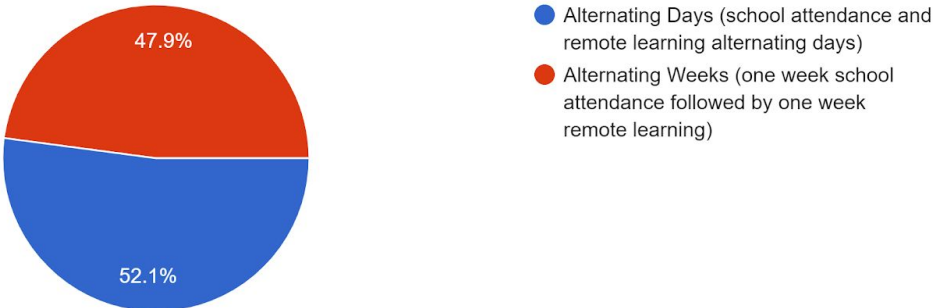 47.9%
52.1%
Alternating Days (school attendance and
remote learning alternating days)
Alternating Weeks (one week school
attendance followed by one week
remote learning)